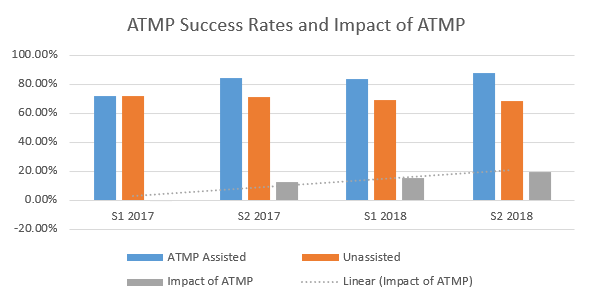 ATMP Success Rates and Impact of ATMP
100.00%
80.00%
60.00%
40.00%
20.00%
0.00%
-20.00%
S1 2017 S2 2017 S1 2018 S2 2018
ATMP Assisted Unassisted
Impact of ATMP Linear (Impact of ATMP)